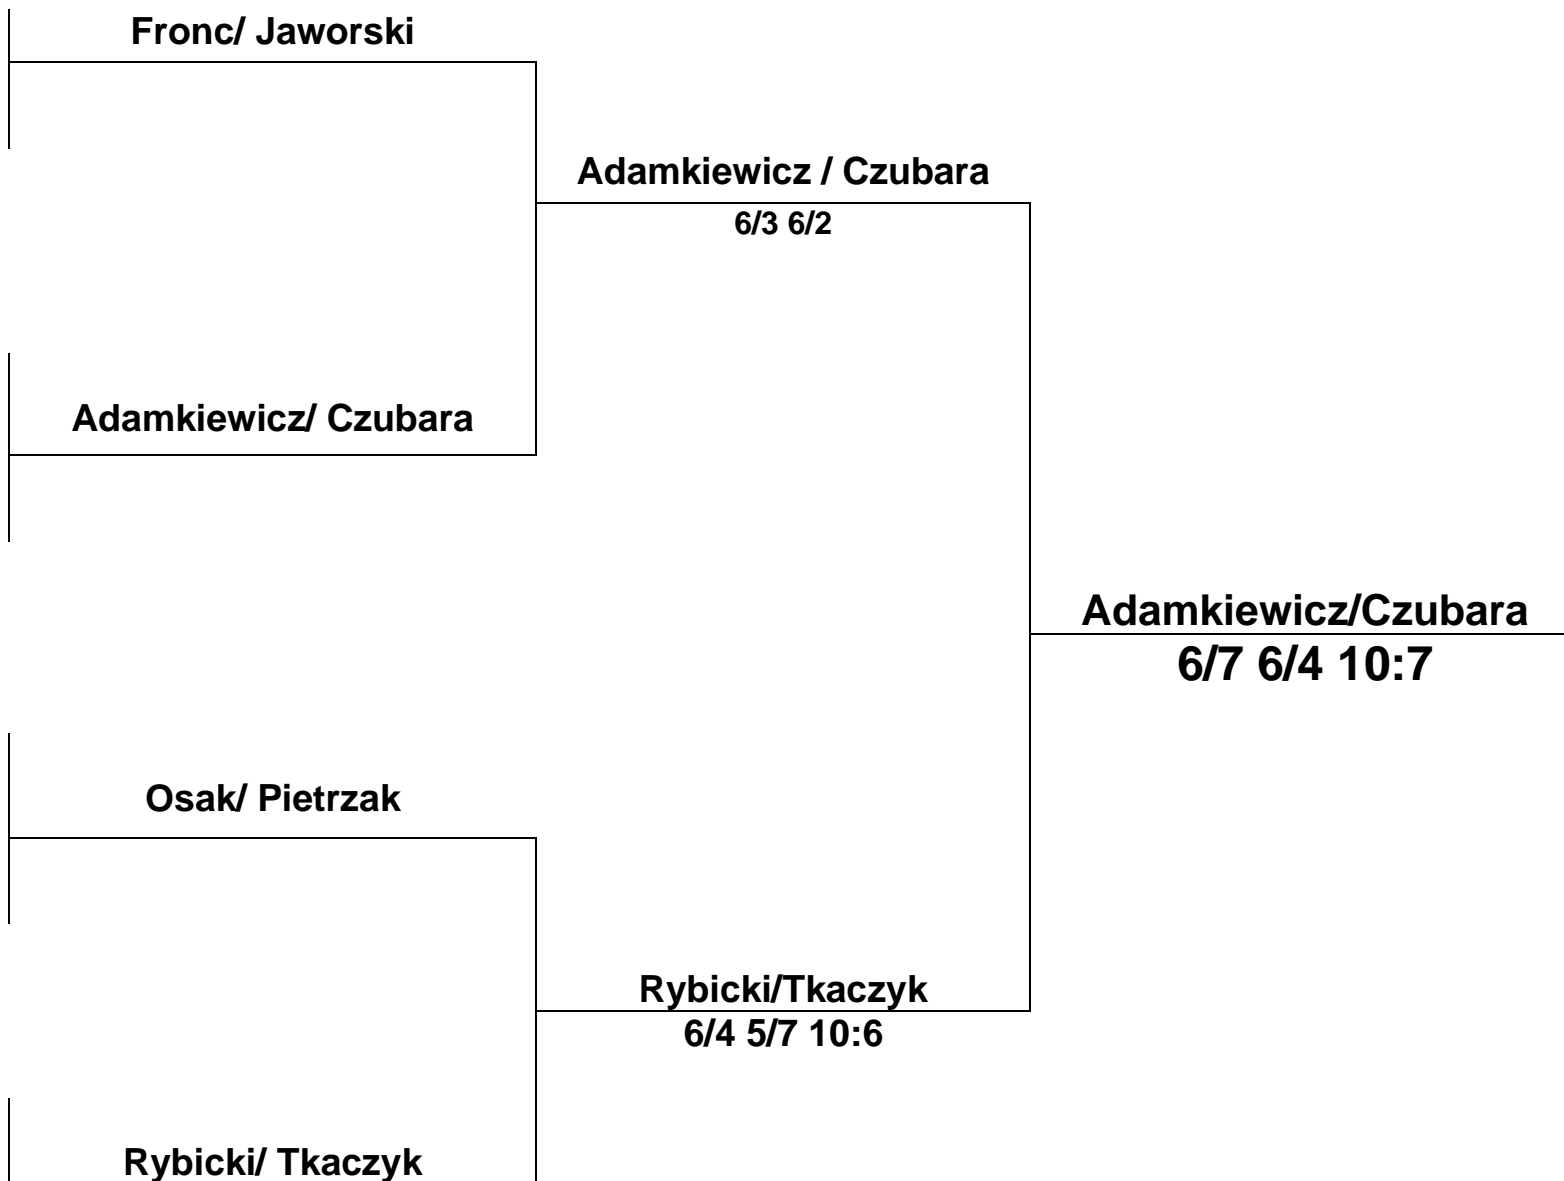 Fronc/ Jaworski
Adamkiewicz / Czubara
6/3 6/2
Adamkiewicz/ Czubara
Adamkiewicz/Czubara
6/7 6/4 10:7
Osak/ Pietrzak
Rybicki/Tkaczyk
6/4 5/7 10:6
Rybicki/ Tkaczyk